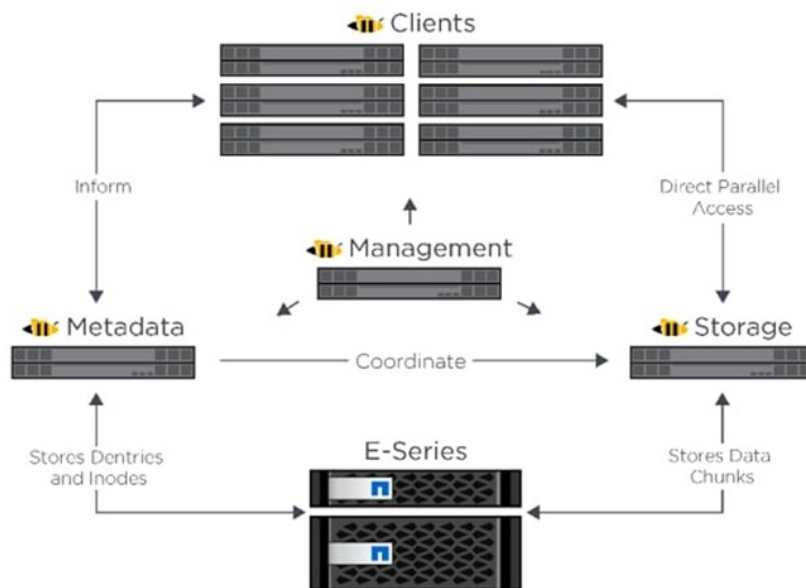 Clients
Inform
Direct Parallel
Access
Management
Metadata
Storage
Coordinate
Stores Dentries
and Inodes
E-Series
Stores Data
Chunks